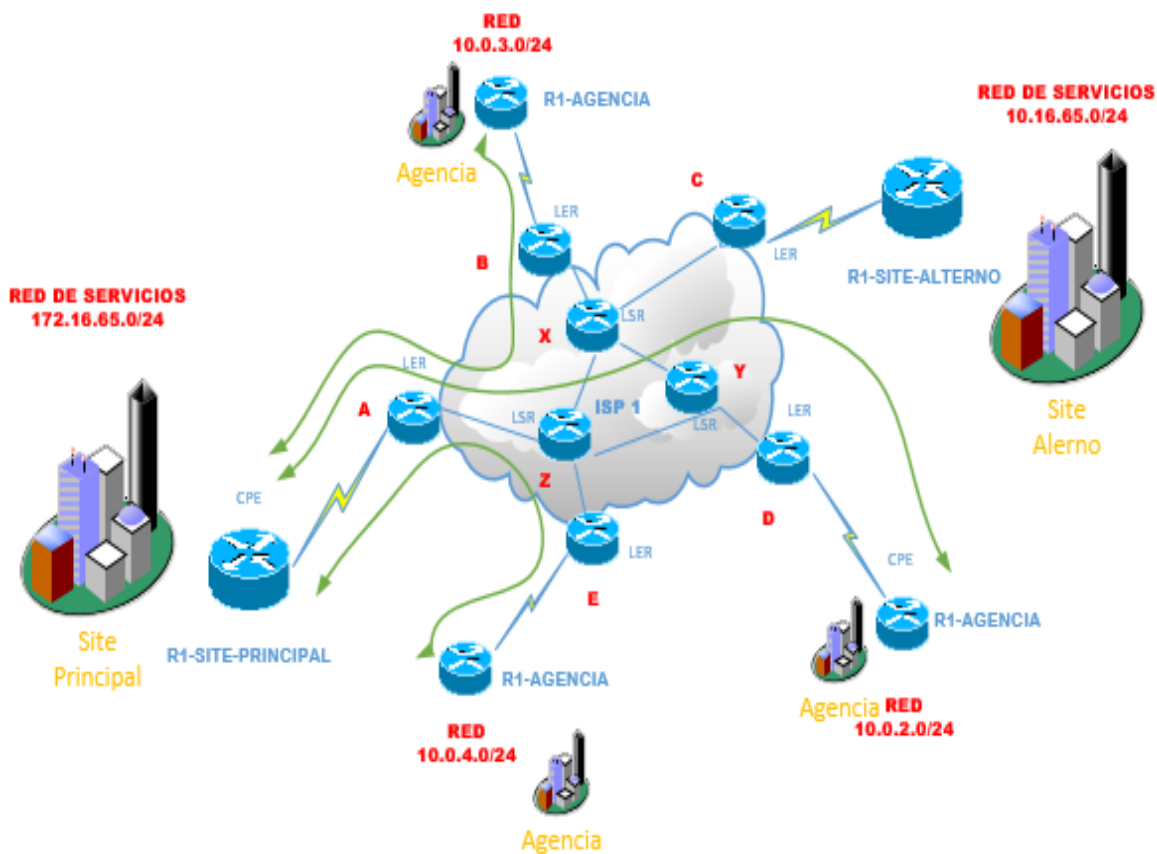 RED
10.0.3.0/24
R1-AGENCIA
Agencia
RED DE SERVICIOS
10.16.65.0/24
C
LER
B
LER
R1-SITE-ALTERNO
RED DE SERVICIOS
172.16.65.0/24
LSR
X
LER
Y
A
LSR
ISP 1
LSR
LER
Site
Alerno
Z
CPE
D
LER
E
CPE
Site
Principal
R1-SITE-PRINCIPAL
R1-AGENCIA
R1-AGENCIA
Agencia
RED
10.0.2.0/24
RED
10.0.4.0/24
Agencia